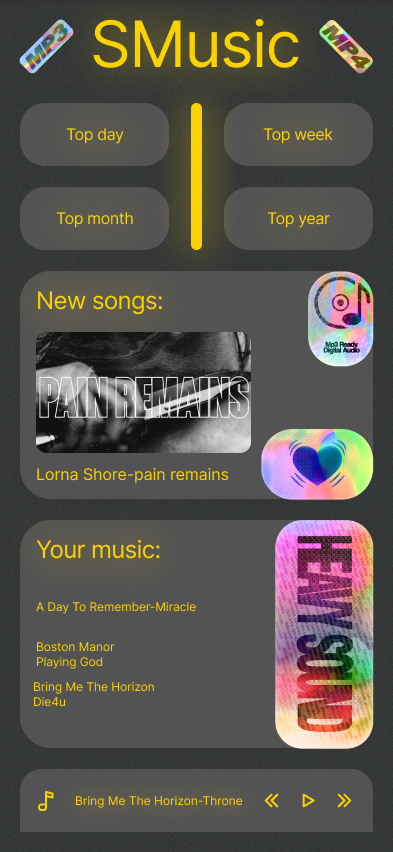 MP3
SMusic
MP4
Top day
Top week
Top month
Top year
New songs:
Mp3 Ready
Digital Audio
PAIN REMAINS
Lorna Shore-pain remains
Your music:
HEAVY SOUND
A Day To Remember-Miracle
Boston Manor
Playing God
Bring Me The Horizon
Die4u
Bring Me The Horizon-Throne